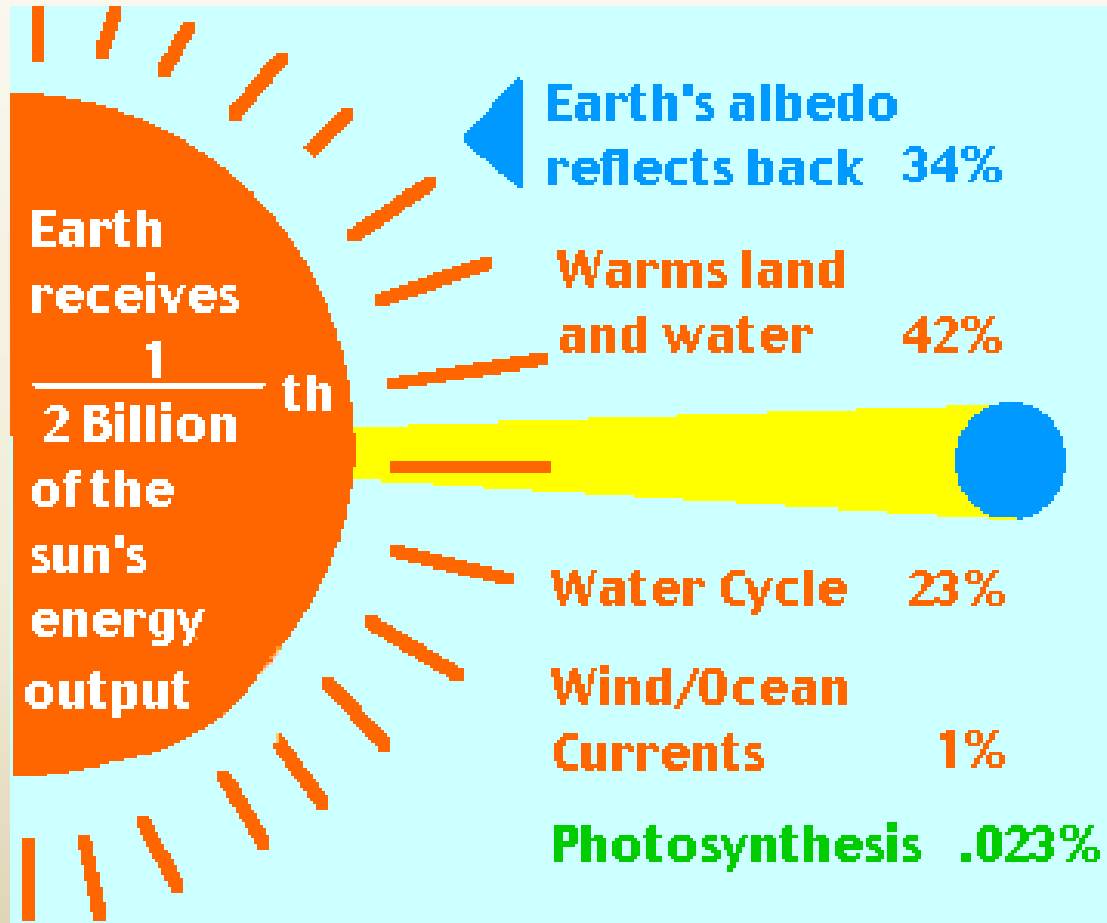 Earth's albedo
reflects back 34%
Warms land
and water 42%
Earth
receives
1
th
2 Billion
of the
sun's
energy
output
Water Cycle 23%
Wind/Ocean
Currents 1%
Photosynthesis .023%